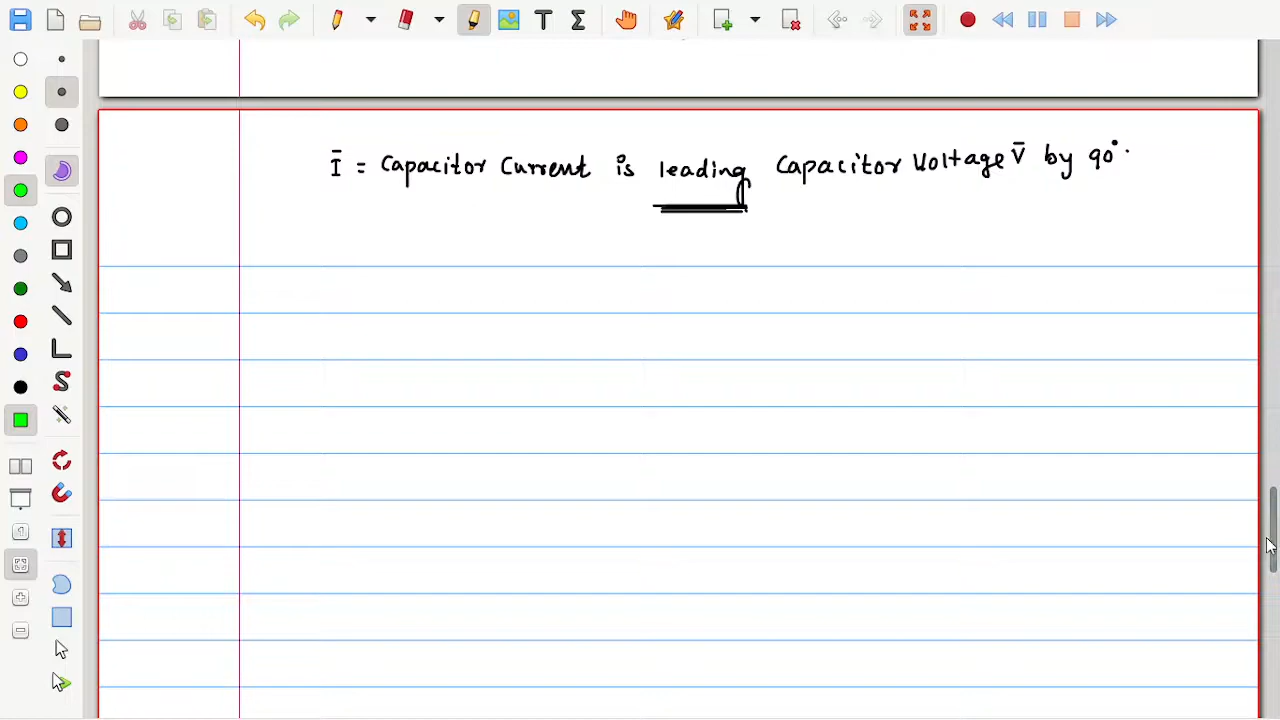 Ī = Capacitor Current is leading Capacitor Voltage V̄ by 90°.